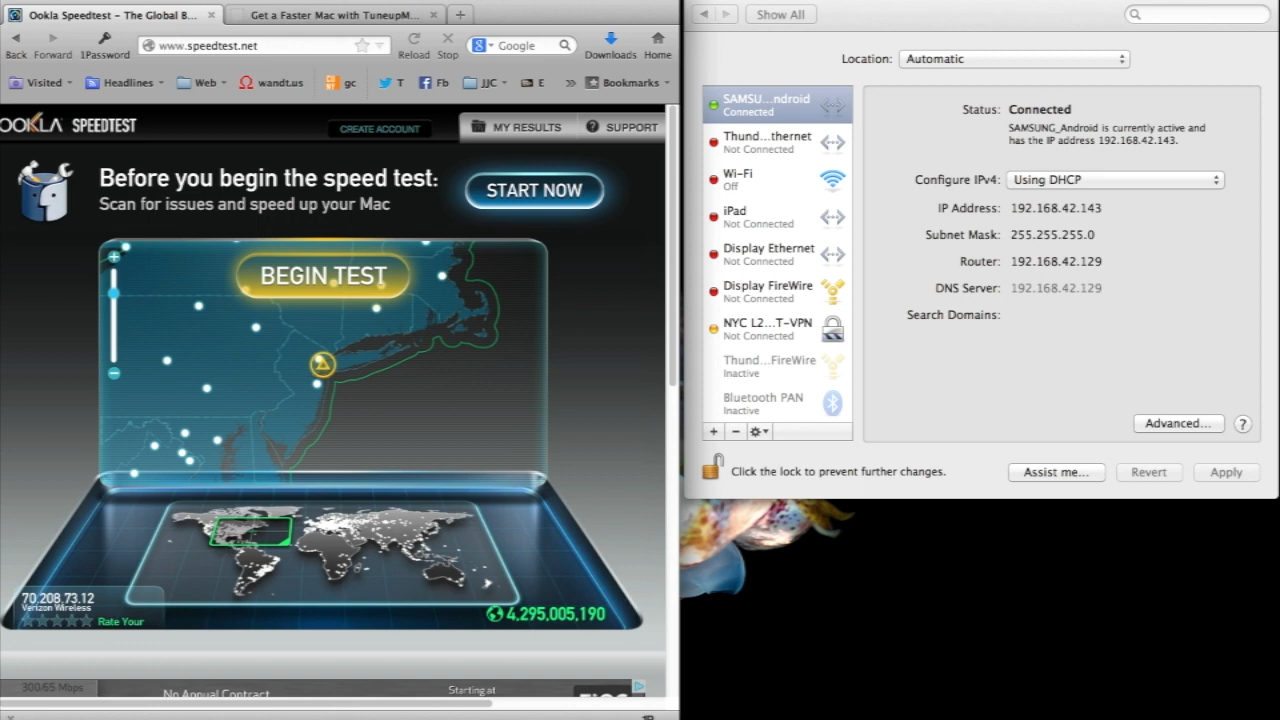 Ookla Speedtest – The Global B...
Get a Faster Mac with TuneupM...
Back Forward 1Password
www.speedtest.net
Reload Stop
Google
Downloads Home
Visited Headlines Web wandt.us gc T Fb JJC E Bookmarks
OOKLA SPEEDTEST
CREATE ACCOUNT
MY RESULTS
SUPPORT
Before you begin the speed test:
Scan for issues and speed up your Mac
START NOW
BEGIN TEST
70.208.73.12
Verizon Wireless
Rate Your
4,295,005,190
300/65 Mbps
No Annual Contract
Starting at
Show All
Location: Automatic
SAMSU...ndroid
Connected
Thund...thernet
Not Connected
Wi-Fi
Off
iPad
Not Connected
Display Ethernet
Not Connected
Display FireWire
Not Connected
NYC L2...T-VPN
Not Connected
Thund...FireWire
Inactive
Bluetooth PAN
Inactive
Status: Connected
SAMSUNG_Android is currently active and
has the IP address 192.168.42.143.
Configure IPv4: Using DHCP
IP Address: 192.168.42.143
Subnet Mask: 255.255.255.0
Router: 192.168.42.129
DNS Server: 192.168.42.129
Search Domains:
Advanced... ?
Click the lock to prevent further changes.
Assist me... Revert Apply